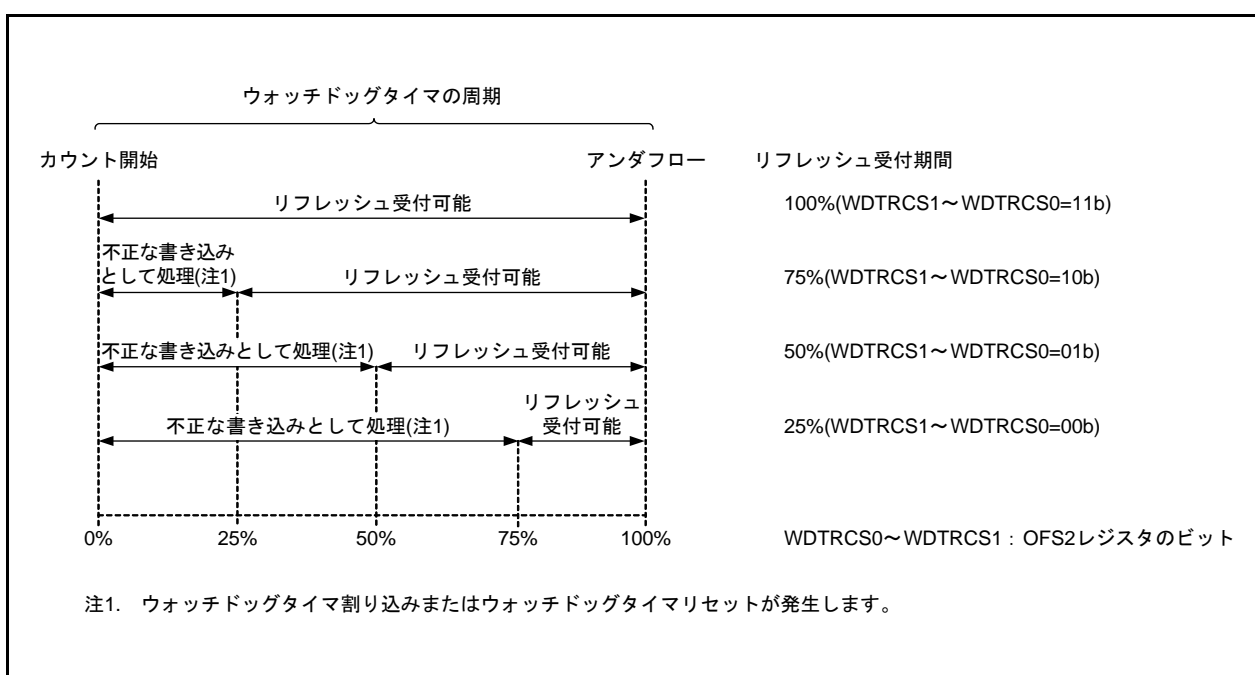 ウォッチドッグタイマの周期
カウント開始 アンダフロー リフレッシュ受付期間
リフレッシュ受付可能 100%(WDTRCS1～WDTRCS0=11b)
不正な書き込み
として処理(注1) リフレッシュ受付可能 75%(WDTRCS1～WDTRCS0=10b)
不正な書き込みとして処理(注1) リフレッシュ受付可能 50%(WDTRCS1～WDTRCS0=01b)
リフレッシュ
不正な書き込みとして処理(注1) 受付可能 25%(WDTRCS1～WDTRCS0=00b)
0% 25% 50% 75% 100% WDTRCS0～WDTRCS1：OFS2レジスタのビット
注1. ウォッチドッグタイマ割り込みまたはウォッチドッグタイマリセットが発生します。